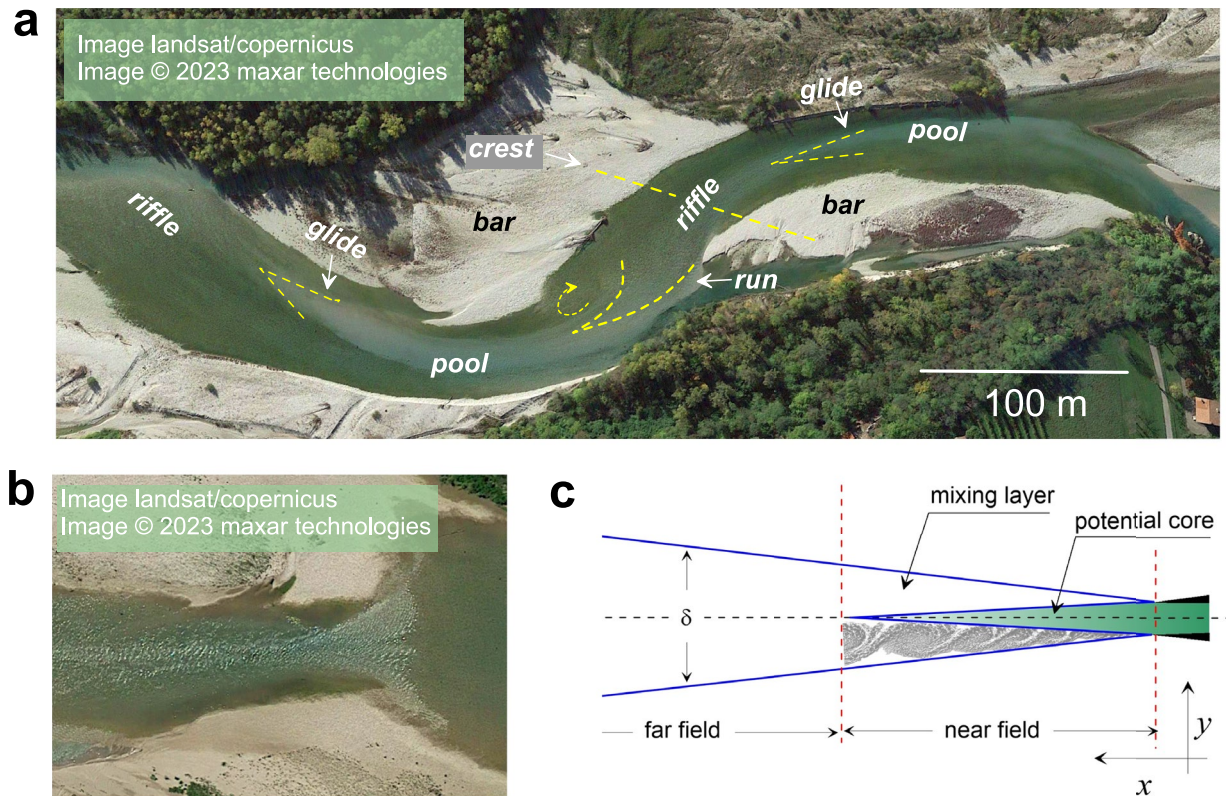 a
Image landsat/copernicus
Image © 2023 maxar technologies
glide
pool
crest
riffle
bar
riffle
bar
glide
run
pool
100 m
b
Image landsat/copernicus
Image © 2023 maxar technologies
c
mixing layer
potential core
δ
far field
near field
y
x